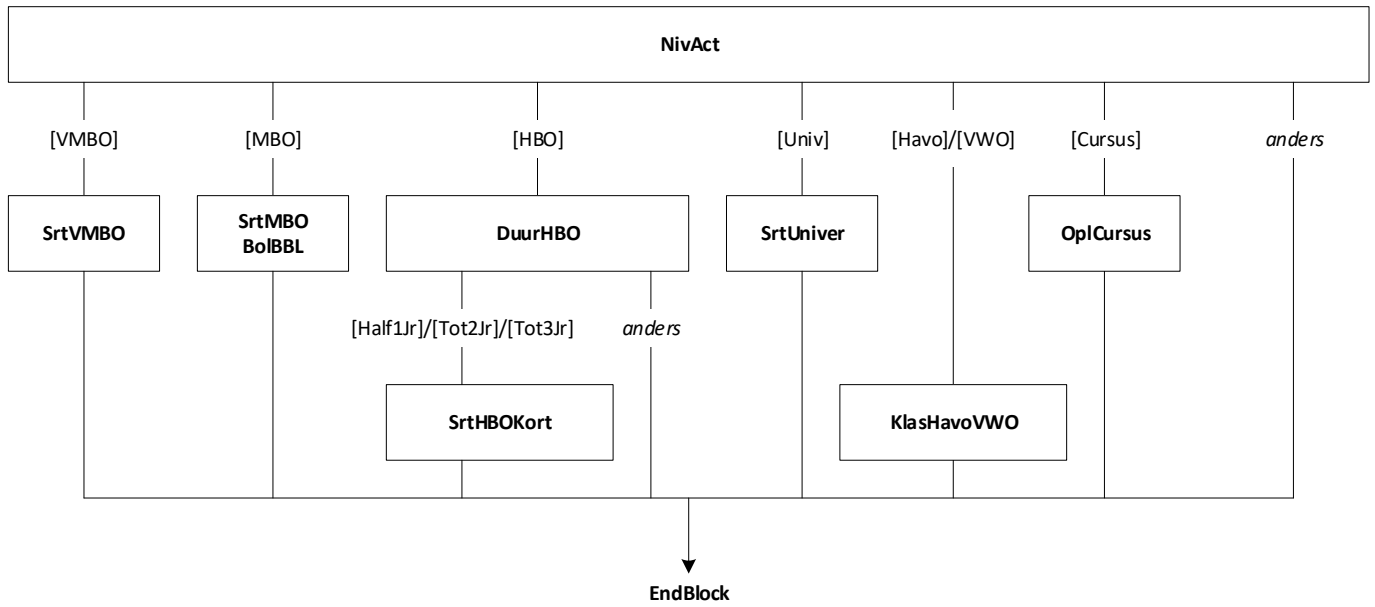 NivAct
[VMBO]
[MBO]
[HBO]
[Univ]
[Havo]/[VWO]
[Cursus]
anders
SrtVMBO
SrtMBO
BolBBL
DuurHBO
SrtUniver
OplCursus
[Half1Jr]/[Tot2Jr]/[Tot3Jr]
anders
SrtHBOKort
KlasHavoVWO
EndBlock